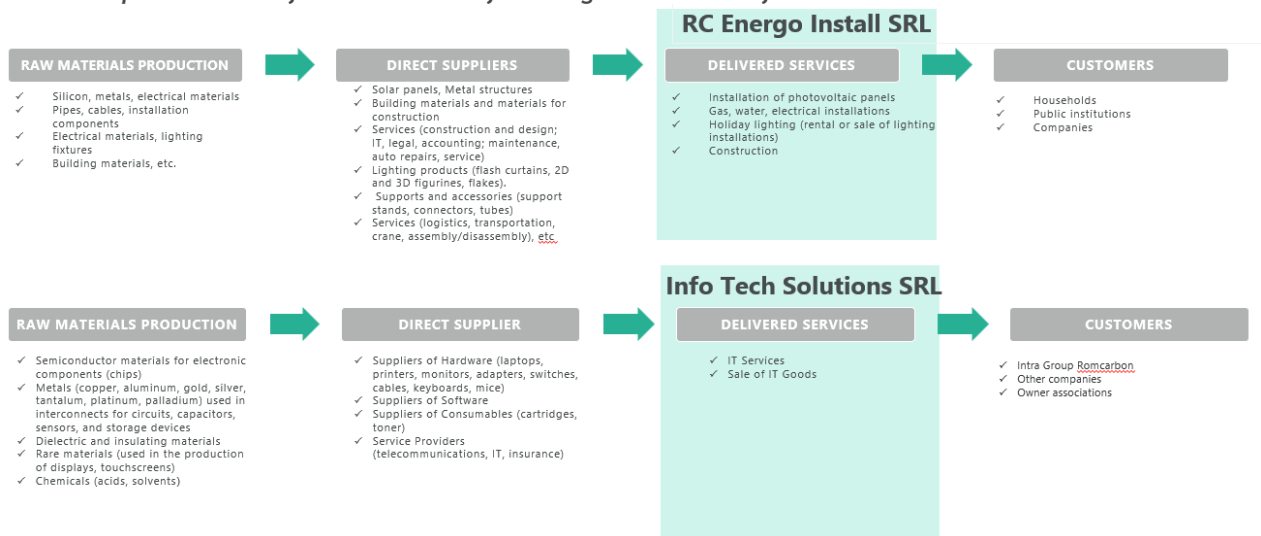 RC Energo Install SRL
RAW MATERIALS PRODUCTION
✓ Silicon, metals, electrical materials
✓ Pipes, cables, installation
components
✓ Electrical materials, lighting
fixtures
✓ Building materials, etc.
DIRECT SUPPLIERS
✓ Solar panels, Metal structures
✓ Building materials and materials for
construction
✓ Services (construction and design;
IT, legal, accounting; maintenance,
auto repairs, service)
✓ Lighting products (flash curtains, 2D
and 3D figurines, flakes).
✓ Supports and accessories (support
stands, connectors, tubes)
✓ Services (logistics, transportation,
crane, assembly/disassembly), etc
DELIVERED SERVICES
✓ Installation of photovoltaic panels
✓ Gas, water, electrical installations
✓ Holiday lighting (rental or sale of lighting
installations)
✓ Construction
CUSTOMERS
✓ Households
✓ Public institutions
✓ Companies
Info Tech Solutions SRL
RAW MATERIALS PRODUCTION
✓ Semiconductor materials for electronic
components (chips)
✓ Metals (copper, aluminum, gold, silver,
tantalum, platinum, palladium) used in
interconnects for circuits, capacitors,
sensors, and storage devices
✓ Dielectric and insulating materials
✓ Rare materials (used in the production
of displays, touchscreens)
✓ Chemicals (acids, solvents)
DIRECT SUPPLIER
✓ Suppliers of Hardware (laptops,
printers, monitors, adapters, switches,
cables, keyboards, mice)
✓ Suppliers of Software
✓ Suppliers of Consumables (cartridges,
toner)
✓ Service Providers
(telecommunications, IT, insurance)
DELIVERED SERVICES
✓ IT Services
✓ Sale of IT Goods
CUSTOMERS
✓ Intra Group Romcarbon
✓ Other companies
✓ Owner associations